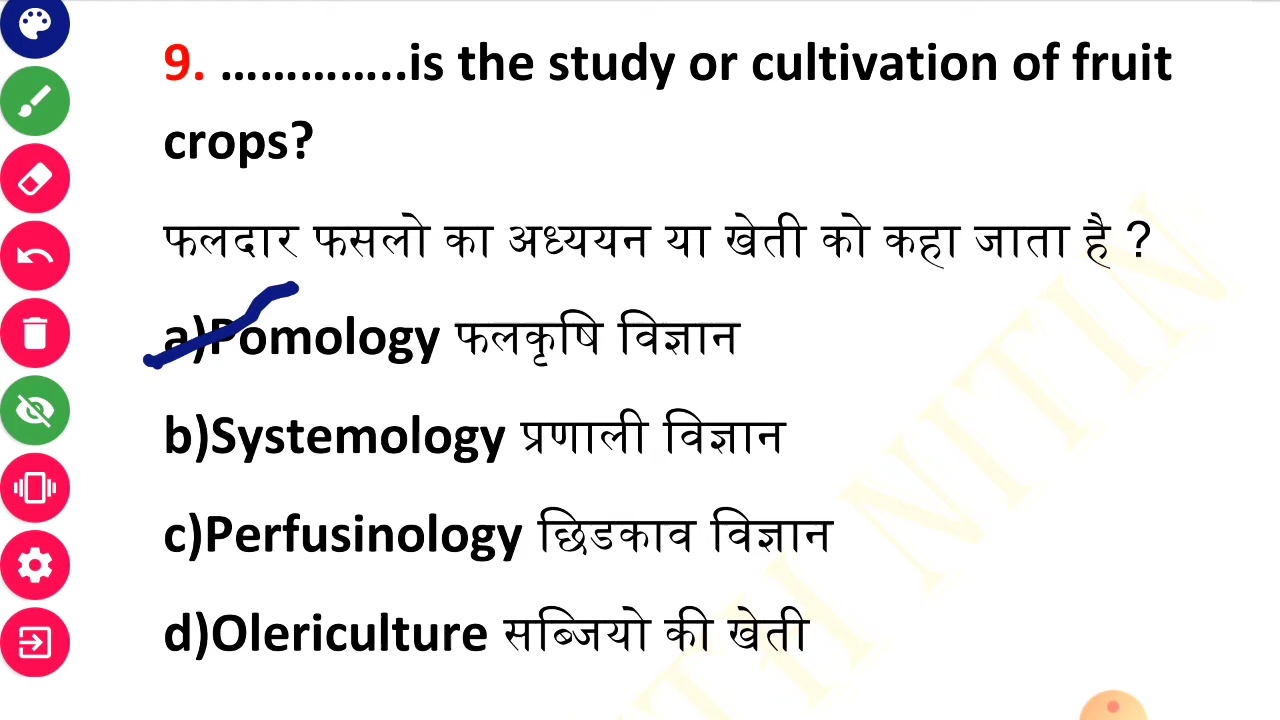 9. …………..is the study or cultivation of fruit
crops?
फलदार फसलो का अध्ययन या खेती को कहा जाता है ?
a)Pomology फलकृषि विज्ञान
b)Systemology प्रणाली विज्ञान
c)Perfusinology छिडकाव विज्ञान
d)Olericulture सब्जियो की खेती